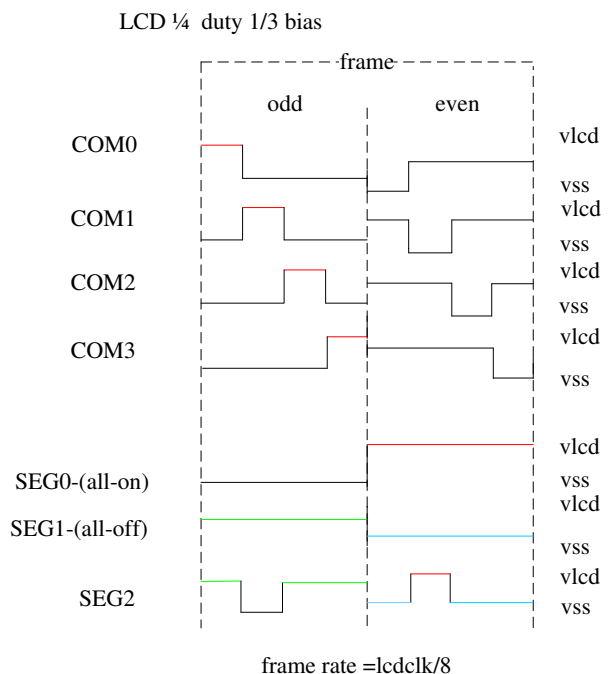 LCD ¼ duty 1/3 bias
frame
odd even
COM0 vlcd
vss
COM1 vlcd
vss
COM2 vlcd
vss
COM3 vlcd
vss
vlcd
SEG0-(all-on) vss
vlcd
SEG1-(all-off)
vss
vlcd
SEG2 vss
frame rate =lcdclk/8